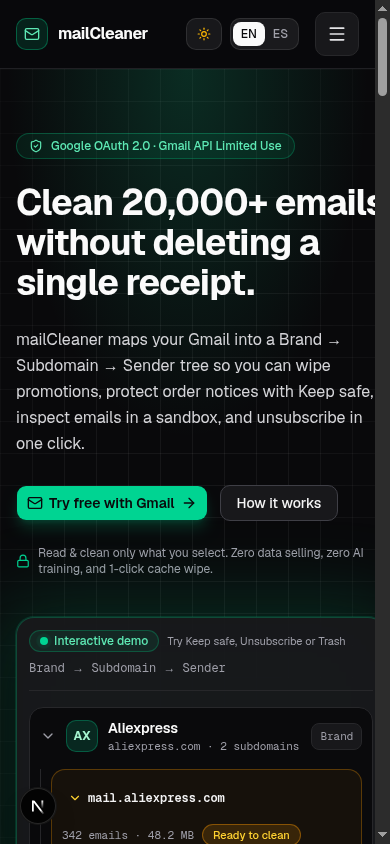 mailCleaner
EN ES
Google OAuth 2.0 · Gmail API Limited Use
Clean 20,000+ emails
without deleting a
single receipt.
mailCleaner maps your Gmail into a Brand →
Subdomain → Sender tree so you can wipe
promotions, protect order notices with Keep safe,
inspect emails in a sandbox, and unsubscribe in
one click.
Try free with Gmail →
How it works
Read & clean only what you select. Zero data selling, zero AI
training, and 1-click cache wipe.
Interactive demo
Try Keep safe, Unsubscribe or Trash
Brand → Subdomain → Sender
AX
Aliexpress
aliexpress.com · 2 subdomains
Brand
mail.aliexpress.com
342 emails · 48.2 MB
Ready to clean
N